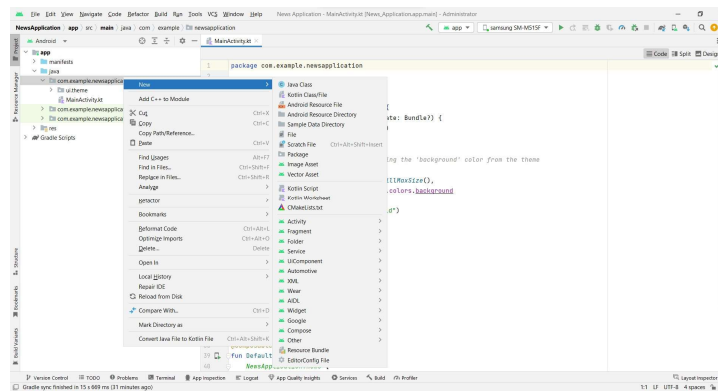 File Edit View Navigate Code Refactor Build Run Tools VCS Window Help News Application - MainActivity.kt [News_Application.app.main] - Administrator
NewsApplication app src main java com example newsapplication app samsung SM-M515F
Android MainActivity.kt
Code Split Design
Project
Resource Manager
Structure
Bookmarks
Build Variants
app
manifests
java
com.example.newsapplica
ui.theme
MainActivity.kt
com.example.newsapplica
com.example.newsapplica
res
Gradle Scripts
1 package com.example.newsapplication
ate: Bundle?) {
ing the 'background' color from the theme
llMaxSize(),
.colors.background
d")
39 fun Default
40 NewsAppl
New
Add C++ to Module
Cut Ctrl+X
Copy Ctrl+C
Copy Path/Reference...
Paste Ctrl+V
Find Usages Alt+F7
Find in Files... Ctrl+Shift+F
Replace in Files... Ctrl+Shift+R
Analyze
Refactor
Bookmarks
Reformat Code Ctrl+Alt+L
Optimize Imports Ctrl+Alt+O
Delete... Delete
Open In
Local History
Repair IDE
Reload from Disk
Compare With... Ctrl+D
Mark Directory as
Convert Java File to Kotlin File Ctrl+Alt+Shift+K
Java Class
Kotlin Class/File
Android Resource File
Android Resource Directory
Sample Data Directory
File
Scratch File Ctrl+Alt+Shift+Insert
Package
Image Asset
Vector Asset
Kotlin Script
Kotlin Worksheet
CMakeLists.txt
Activity
Fragment
Folder
Service
UiComponent
Automotive
XML
Wear
AIDL
Widget
Google
Compose
Other
Resource Bundle
EditorConfig File
Version Control TODO Problems Terminal App Inspection Logcat App Quality Insights Services Build Profiler Layout Inspector
Gradle sync finished in 15 s 669 ms (31 minutes ago) 1:1 LF UTF-8 4 spaces